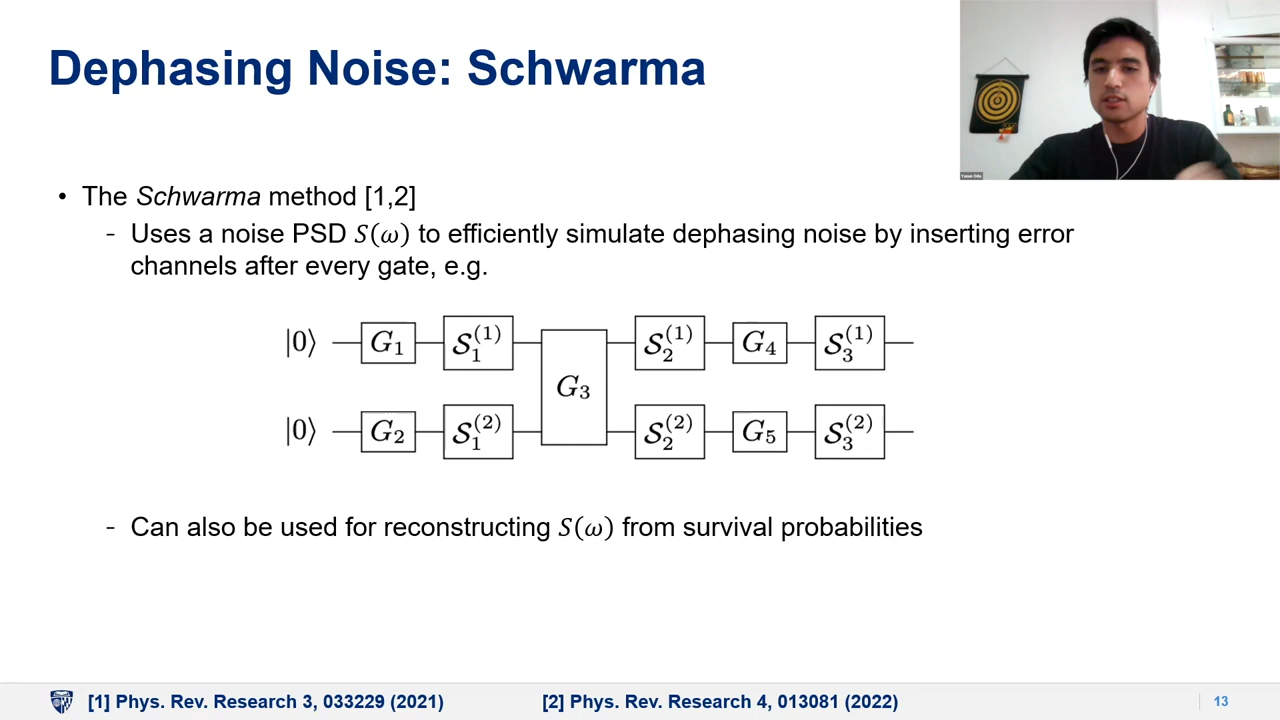 Dephasing Noise: Schwarma
• The Schwarma method [1,2]
- Uses a noise PSD 𝑆(𝜔) to efficiently simulate dephasing noise by inserting error
channels after every gate, e.g.
|0⟩ G₁ 𝒮₁⁽¹⁾ 𝒮₂⁽¹⁾ G₄ 𝒮₃⁽¹⁾
G₃
|0⟩ G₂ 𝒮₁⁽²⁾ 𝒮₂⁽²⁾ G₅ 𝒮₃⁽²⁾
- Can also be used for reconstructing 𝑆(𝜔) from survival probabilities
[1] Phys. Rev. Research 3, 033229 (2021) [2] Phys. Rev. Research 4, 013081 (2022) 13